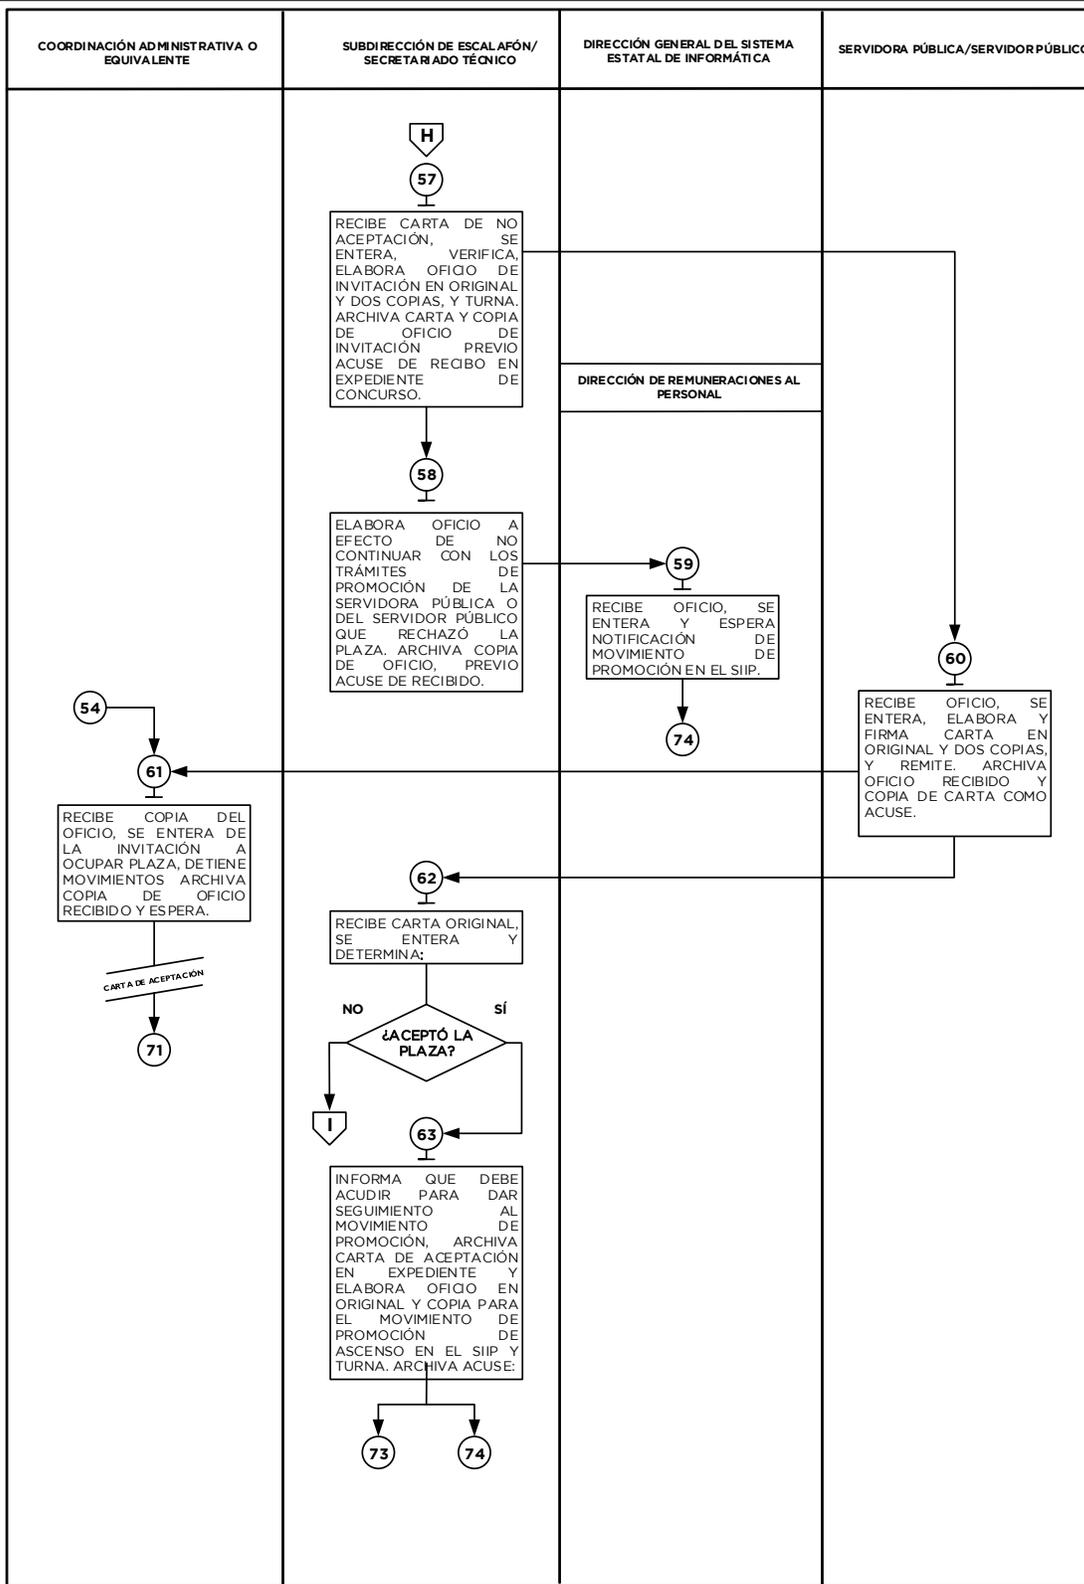 COORDINACIÓN ADMINISTRATIVA O
EQUIVALENTE
SUBDIRECCIÓN DE ESCALAFÓN/
SECRETARIADO TÉCNICO
DIRECCIÓN GENERAL DEL SISTEMA
ESTATAL DE INFORMÁTICA
SERVIDORA PÚBLICA/SERVIDOR PÚBLICO
H
57
RECIBE CARTA DE NO
ACEPTACIÓN, SE
ENTERA, VERIFICA,
ELABORA OFICIO DE
INVITACIÓN EN ORIGINAL
Y DOS COPIAS, Y TURNA.
ARCHIVA CARTA Y COPIA
DE OFICIO DE
INVITACIÓN PREVIO
ACUSE DE RECIBO EN
EXPEDIENTE DE
CONCURSO.
DIRECCIÓN DE REMUNERACIONES AL
PERSONAL
58
ELABORA OFICIO A
EFECTO DE NO
CONTINUAR CON LOS
TRÁMITES DE
PROMOCIÓN DE LA
SERVIDORA PÚBLICA O
DEL SERVIDOR PÚBLICO
QUE RECHAZÓ LA
PLAZA. ARCHIVA COPIA
DE OFICIO, PREVIO
ACUSE DE RECIBIDO.
59
RECIBE OFICIO, SE
ENTERA Y ESPERA
NOTIFICACIÓN DE
MOVIMIENTO DE
PROMOCIÓN EN EL SIIP.
74
60
RECIBE OFICIO, SE
ENTERA, ELABORA Y
FIRMA CARTA EN
ORIGINAL Y DOS COPIAS,
Y REMITE. ARCHIVA
OFICIO RECIBIDO Y
COPIA DE CARTA COMO
ACUSE.
54
61
RECIBE COPIA DEL
OFICIO, SE ENTERA DE
LA INVITACIÓN A
OCUPAR PLAZA, DETIENE
MOVIMIENTOS ARCHIVA
COPIA DE OFICIO
RECIBIDO Y ESPERA.
CARTA DE ACEPTACIÓN
71
62
RECIBE CARTA ORIGINAL,
SE ENTERA Y
DETERMINA:
NO
SÍ
¿ACEPTÓ LA
PLAZA?
I
63
INFORMA QUE DEBE
ACUDIR PARA DAR
SEGUIMIENTO AL
MOVIMIENTO DE
PROMOCIÓN, ARCHIVA
CARTA DE ACEPTACIÓN
EN EXPEDIENTE Y
ELABORA OFICIO EN
ORIGINAL Y COPIA PARA
EL MOVIMIENTO DE
PROMOCIÓN DE
ASCENSO EN EL SIIP Y
TURNA. ARCHIVA ACUSE:
73
74